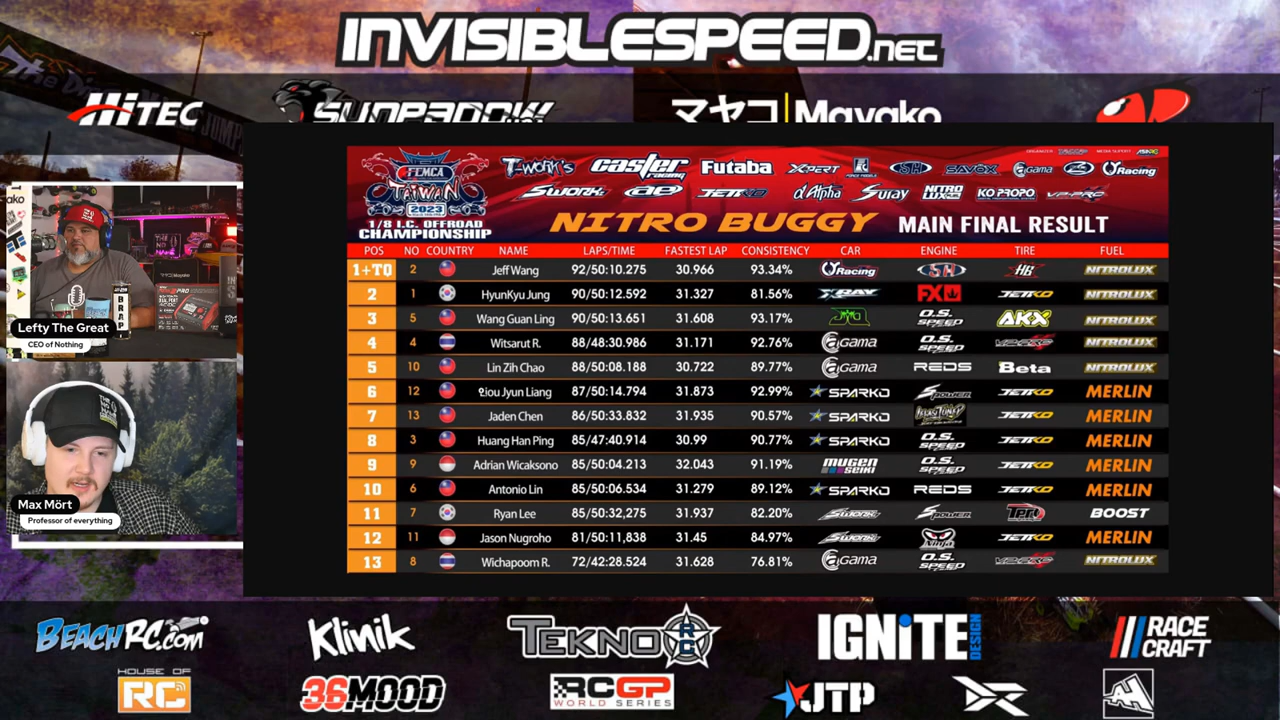 INVISIBLESPEED.net
HiTEC SUNPADOW マヤコ Mayako
FEMCA
TAIWAN
2023
1/8 I.C. OFFROAD
CHAMPIONSHIP
T-WORK'S caster racing Futaba XPERT SH SAVOX Agama Racing
SWORKz ae JETKO d'Alpha Suray NITROLUX KO PROPO VP-PRO
NITRO BUGGY MAIN FINAL RESULT
POS NO COUNTRY NAME LAPS/TIME FASTEST LAP CONSISTENCY CAR ENGINE TIRE FUEL
1+TQ 2 Jeff Wang 92/50:10.275 30.966 93.34% Racing SH HB NITROLUX
2 1 HyunKyu Jung 90/50:12.592 31.327 81.56% XRAY FX JETKO NITROLUX
3 5 Wang Guan Ling 90/50:13.651 31.608 93.17% JQ O.S. SPEED AKX NITROLUX
4 4 Witsarut R. 88/48:30.986 31.171 92.76% Agama O.S. SPEED VP-PRO NITROLUX
5 10 Lin Zih Chao 88/50:08.188 30.722 89.77% Agama REDS Beta NITROLUX
6 12 Liou Jyun Liang 87/50:14.794 31.873 92.99% SPARKO S POWER JETKO MERLIN
7 13 Jaden Chen 86/50:33.832 31.935 90.57% SPARKO JETKO MERLIN
8 3 Huang Han Ping 85/47:40.914 30.99 90.77% SPARKO O.S. SPEED JETKO MERLIN
9 9 Adrian Wicaksono 85/50:04.213 32.043 91.19% MUGEN SEIKI O.S. SPEED JETKO MERLIN
10 6 Antonio Lin 85/50:06.534 31.279 89.12% SPARKO REDS JETKO MERLIN
11 7 Ryan Lee 85/50:32,275 31.937 82.20% SWORKz S POWER BOOST
12 11 Jason Nugroho 81/50:11,838 31.45 84.97% SWORKz Ninja JETKO MERLIN
13 8 Wichapoom R. 72/42:28.524 31.628 76.81% Agama O.S. SPEED VP-PRO NITROLUX
Lefty The Great
CEO of Nothing
Max Mört
Professor of everything
BEACHRC.COM Klinik TEKNO RC IGNITE DESIGN RACE CRAFT
HOUSE OF RC 36MOOD RCGP WORLD SERIES JTP